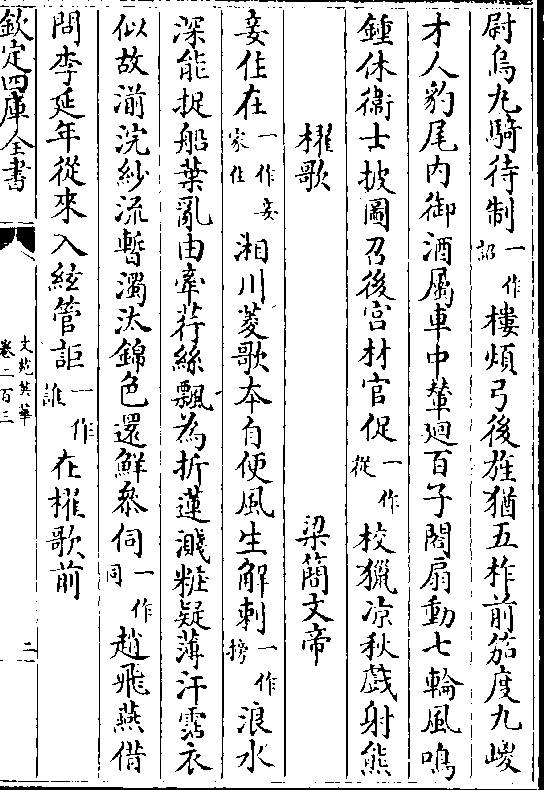 尉烏丸騎待制一作詔樓煩弓後旌猶五柞前笳度九嵕
才人豹尾内御酒屬車中輦迴百子閣扇動七輪風鳴
鍾休衞士披圖召後宫材官促一作從校獵凉秋戯射熊
櫂歌　梁簡文帝
妾住在一作妾家住湘川菱歌本自便風生解刺一作榜浪水
深能捉船葉亂由牽荇絲飄為折蓮濺粧疑薄汗霑衣
似故湔浣紗流暫濁汰錦色還鮮叅伺一作同趙飛燕借
問李延年從來入絃管詎一作誰在櫂歌前
欽定四庫全書
文苑英華
卷二百三
二